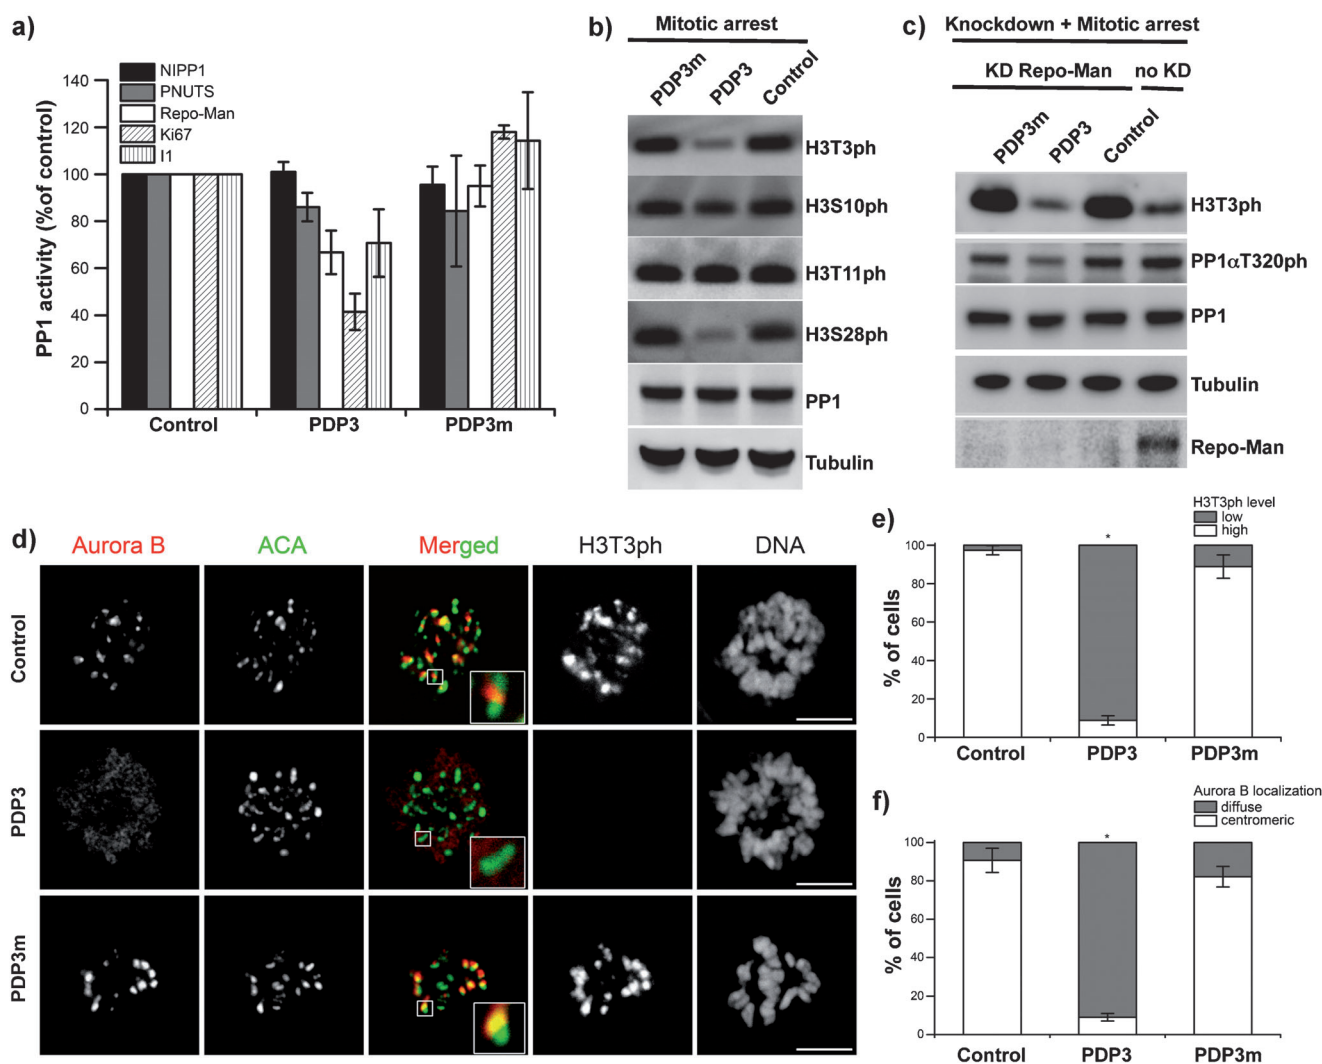 a)
NIPP1
PNUTS
Repo-Man
Ki67
I1
PP1 activity (% of control)
140
120
100
80
60
40
20
0
Control
PDP3
PDP3m
b)
Mitotic arrest
PDP3m
PDP3
Control
H3T3ph
H3S10ph
H3T11ph
H3S28ph
PP1
Tubulin
c)
Knockdown + Mitotic arrest
KD Repo-Man
no KD
PDP3m
PDP3
Control
H3T3ph
PP1αT320ph
PP1
Tubulin
Repo-Man
d)
Aurora B
ACA
Merged
H3T3ph
DNA
Control
PDP3
PDP3m
e)
H3T3ph level
low
high
% of cells
100
80
60
40
20
0
*
Control
PDP3
PDP3m
f)
Aurora B localization
diffuse
centromeric
% of cells
100
80
60
40
20
0
*
Control
PDP3
PDP3m